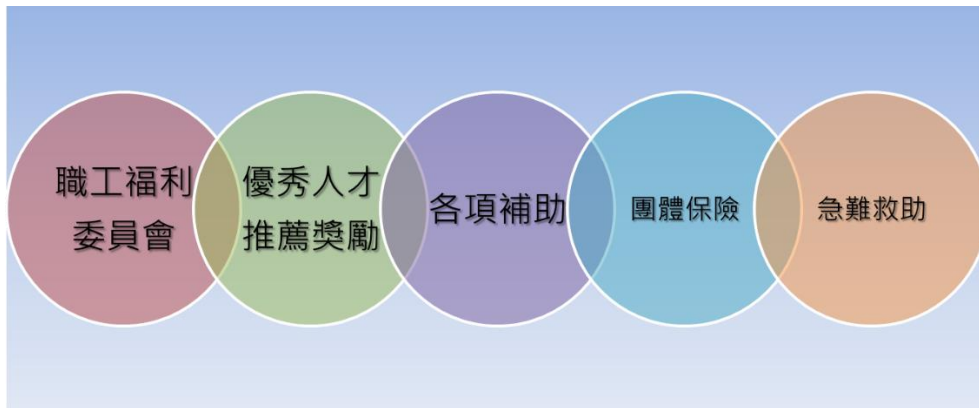 職工福利
委員會
優秀人才
推薦獎勵
各項補助
團體保險
急難救助